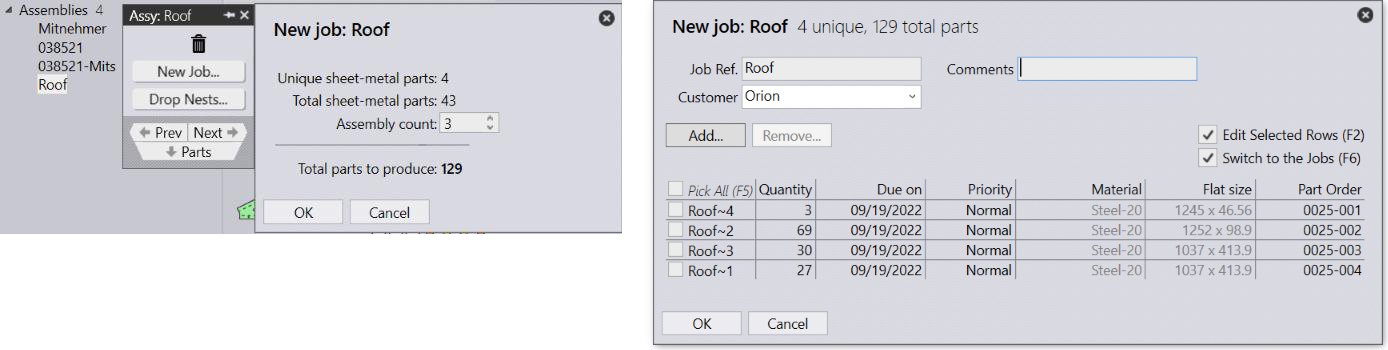 Assemblies 4
Mitnehmer
038521
038521-Mits
Roof
Assy: Roof
New Job...
Drop Nests...
Prev Next
Parts
New job: Roof
Unique sheet-metal parts: 4
Total sheet-metal parts: 43
Assembly count: 3
Total parts to produce: 129
OK Cancel
New job: Roof 4 unique, 129 total parts
Job Ref. Roof Comments
Customer Orion
Add... Remove...
Edit Selected Rows (F2)
Switch to the Jobs (F6)
Pick All (F5) Quantity Due on Priority Material Flat size Part Order
Roof~4 3 09/19/2022 Normal Steel-20 1245 x 46.56 0025-001
Roof~2 69 09/19/2022 Normal Steel-20 1252 x 98.9 0025-002
Roof~3 30 09/19/2022 Normal Steel-20 1037 x 413.9 0025-003
Roof~1 27 09/19/2022 Normal Steel-20 1037 x 413.9 0025-004
OK Cancel